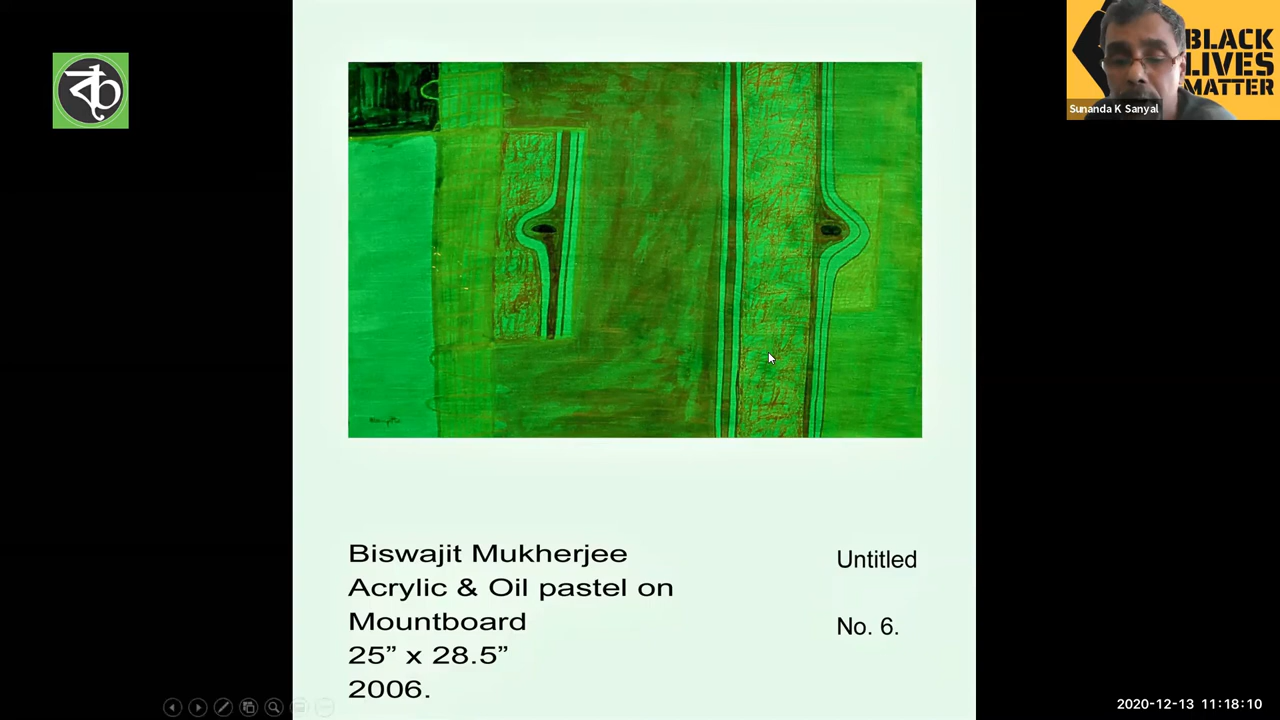 BLACK
LIVES
MATTER
Sunanda K Sanyal
Biswajit Mukherjee
Acrylic & Oil pastel on
Mountboard
25” x 28.5”
2006.
Untitled
No. 6.
2020-12-13 11:18:10